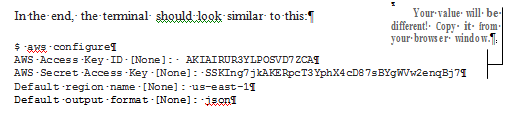 In the end, the terminal should look similar to this:¶
¶
Your value will be different! Copy it from your browser window.¶
$ aws configure¶
AWS Access Key ID [None]: AKIAIRUR3YLPOSVD7ZCA¶
AWS Secret Access Key [None]: SSKIng7jkAKERpcT3YphX4cD87sBYgWVw2enqBj7¶
Default region name [None]: us-east-1¶
Default output format [None]: json¶